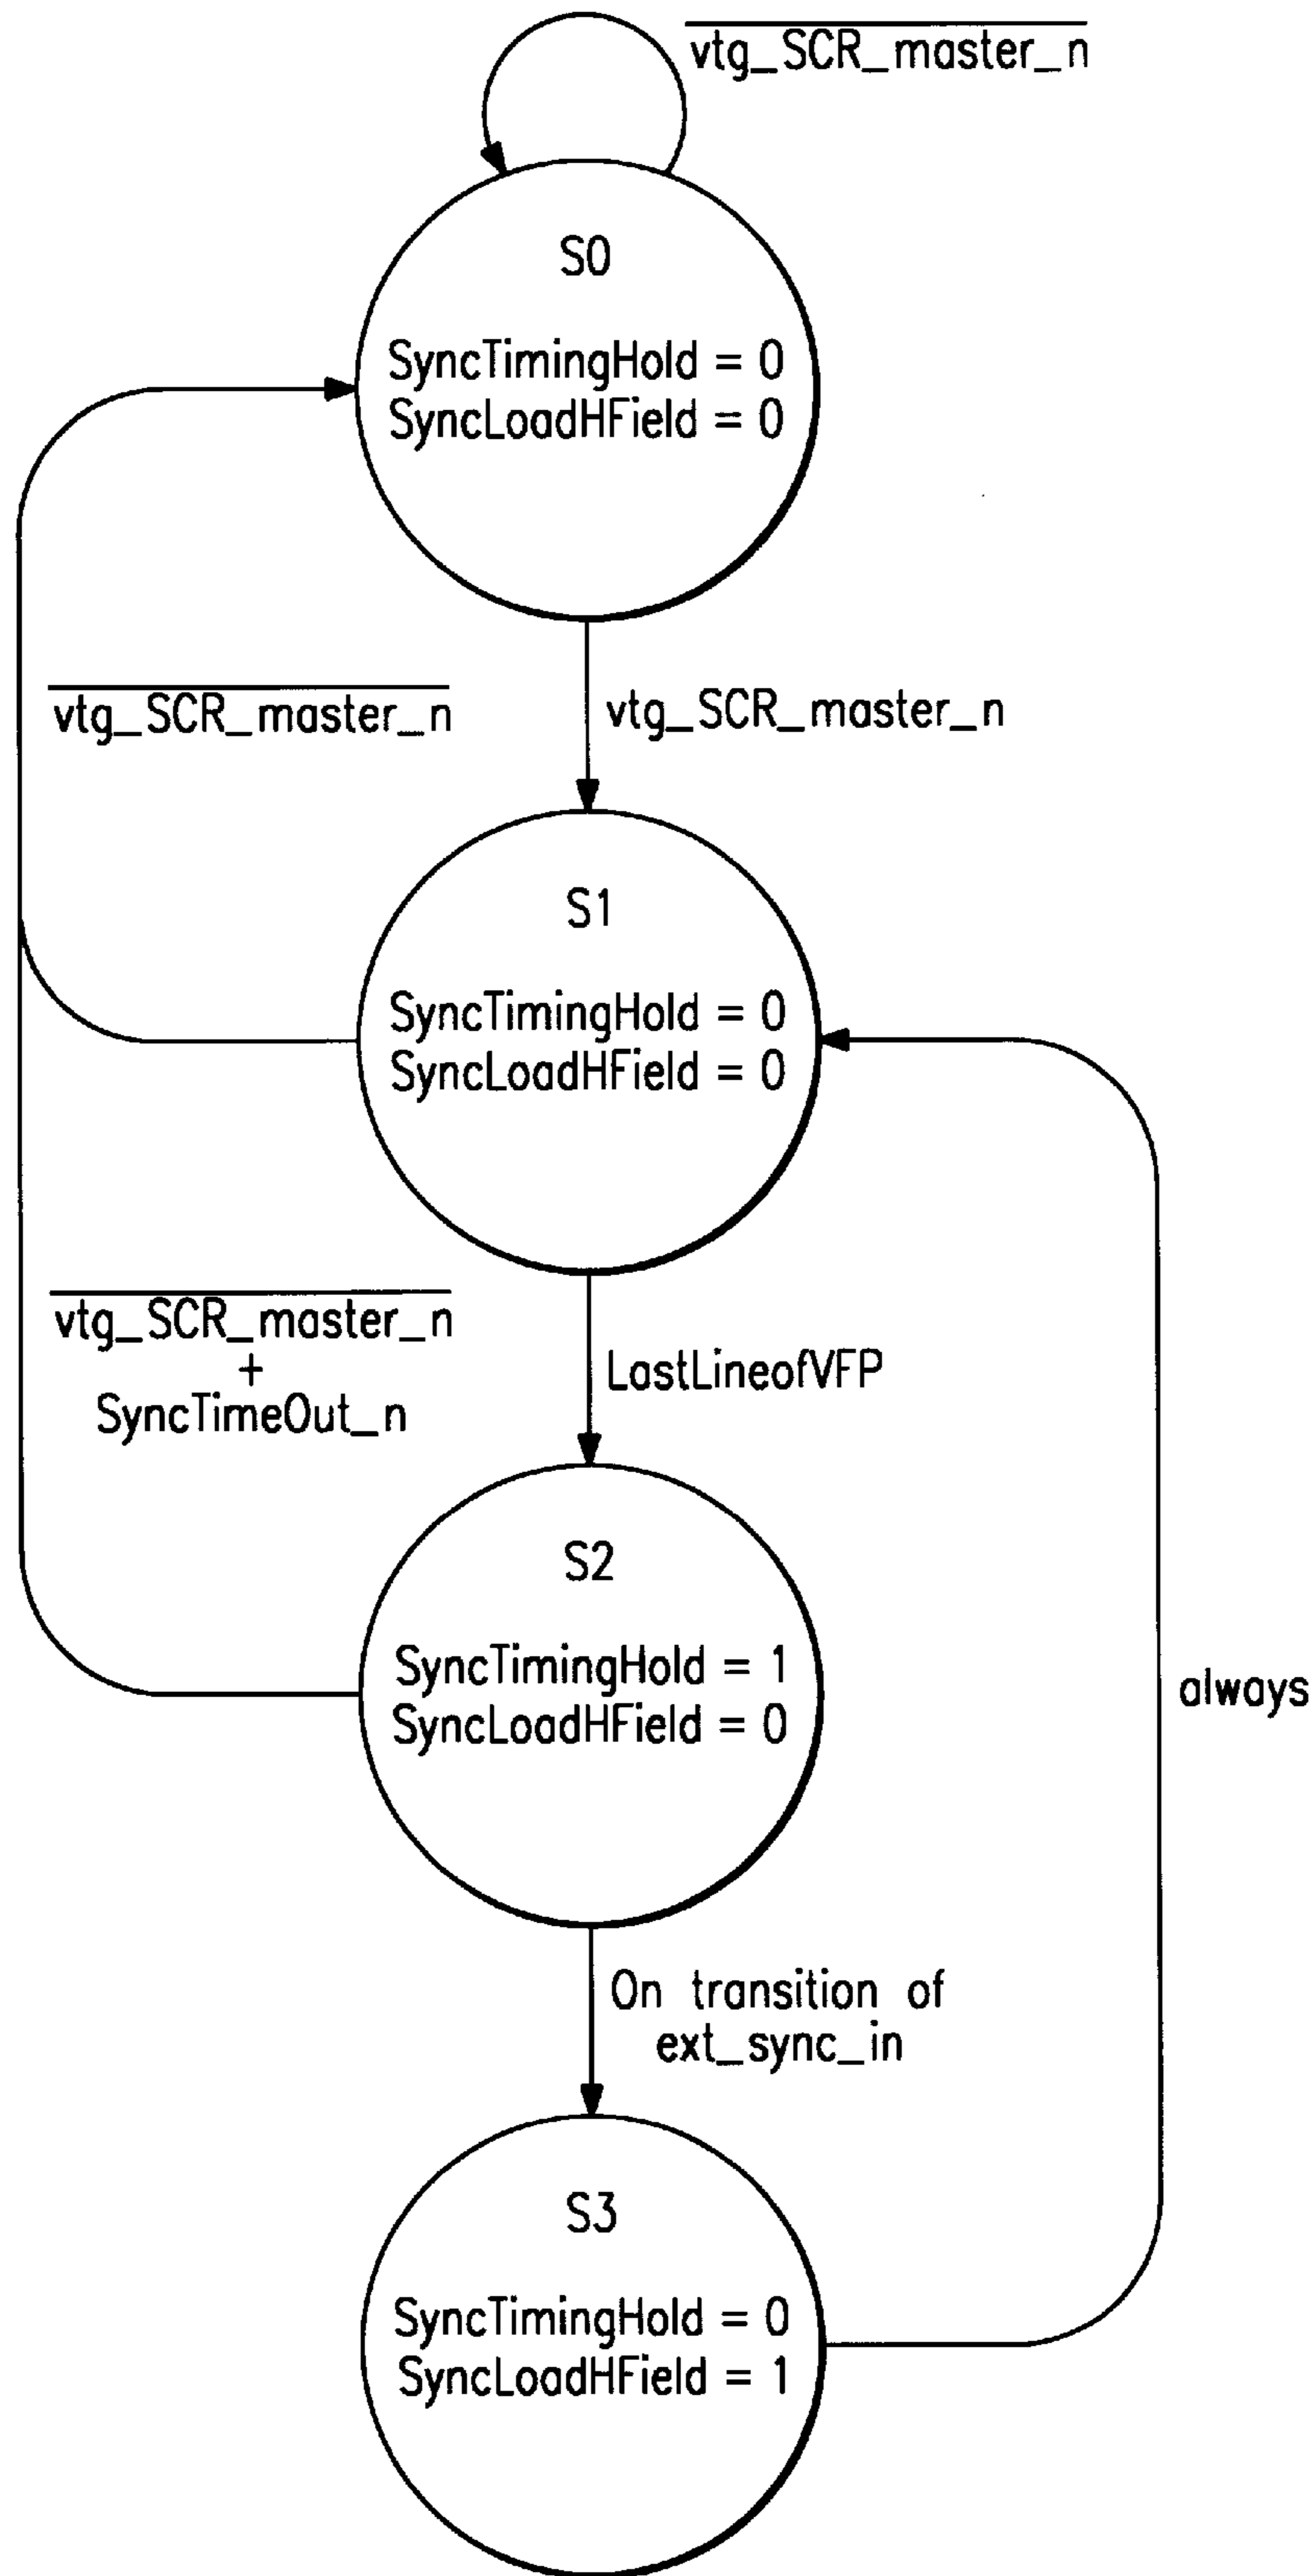 vtg_SCR_master_n
S0
SyncTimingHold = 0
SyncLoadHField = 0
vtg_SCR_master_n
vtg_SCR_master_n
S1
SyncTimingHold = 0
SyncLoadHField = 0
vtg_SCR_master_n
+
SyncTimeOut_n
LastLineofVFP
S2
SyncTimingHold = 1
SyncLoadHField = 0
always
On transition of
ext_sync_in
S3
SyncTimingHold = 0
SyncLoadHField = 1